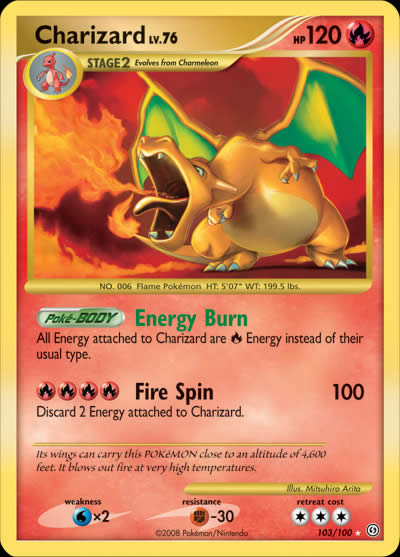 Charizard LV.76 HP 120
STAGE2 Evolves from Charmeleon
NO. 006 Flame Pokémon HT: 5'07" WT: 199.5 lbs.
Poké-BODY Energy Burn
All Energy attached to Charizard are Energy instead of their
usual type.
Fire Spin 100
Discard 2 Energy attached to Charizard.
Its wings can carry this POKéMON close to an altitude of 4,600
feet. It blows out fire at very high temperatures.
Illus. Mitsuhiro Arita
weakness resistance retreat cost
×2 -30
©2008 Pokémon/Nintendo 103/100